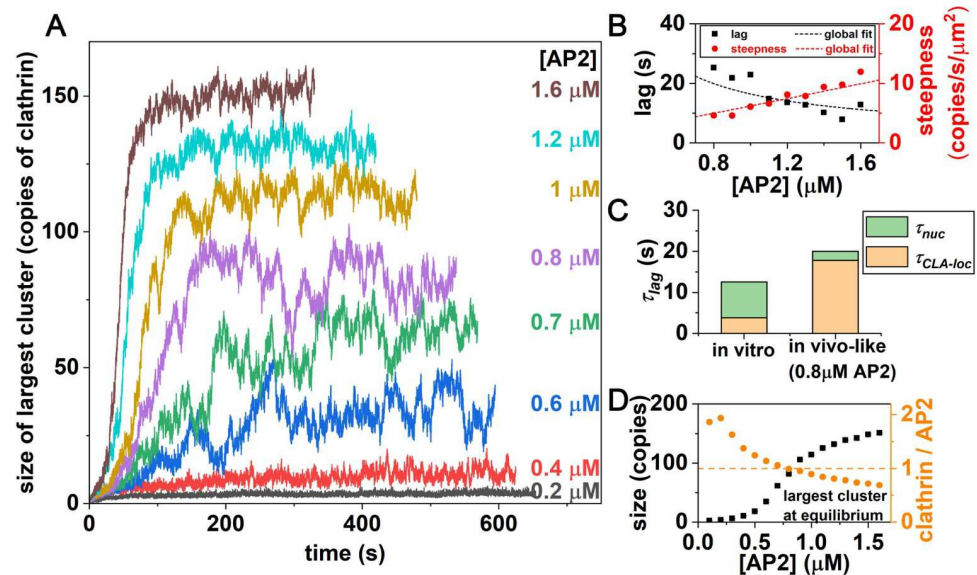 A
size of largest cluster (copies of clathrin)
150
100
50
0
0
200
400
600
time (s)
[AP2]
1.6 μM
1.2 μM
1 μM
0.8 μM
0.7 μM
0.6 μM
0.4 μM
0.2 μM
B
lag (s)
40
20
0
lag
global fit
steepness
global fit
20
10
0
steepness
(copies/s/μm²)
0.8
1.2
1.6
[AP2] (μM)
C
τlag (s)
30
20
10
0
τnuc
τCLA-loc
in vitro
in vivo-like
(0.8μM AP2)
D
size (copies)
200
100
0
2
1
0
clathrin / AP2
largest cluster
at equilibrium
0.0
0.5
1.0
1.5
[AP2] (μM)